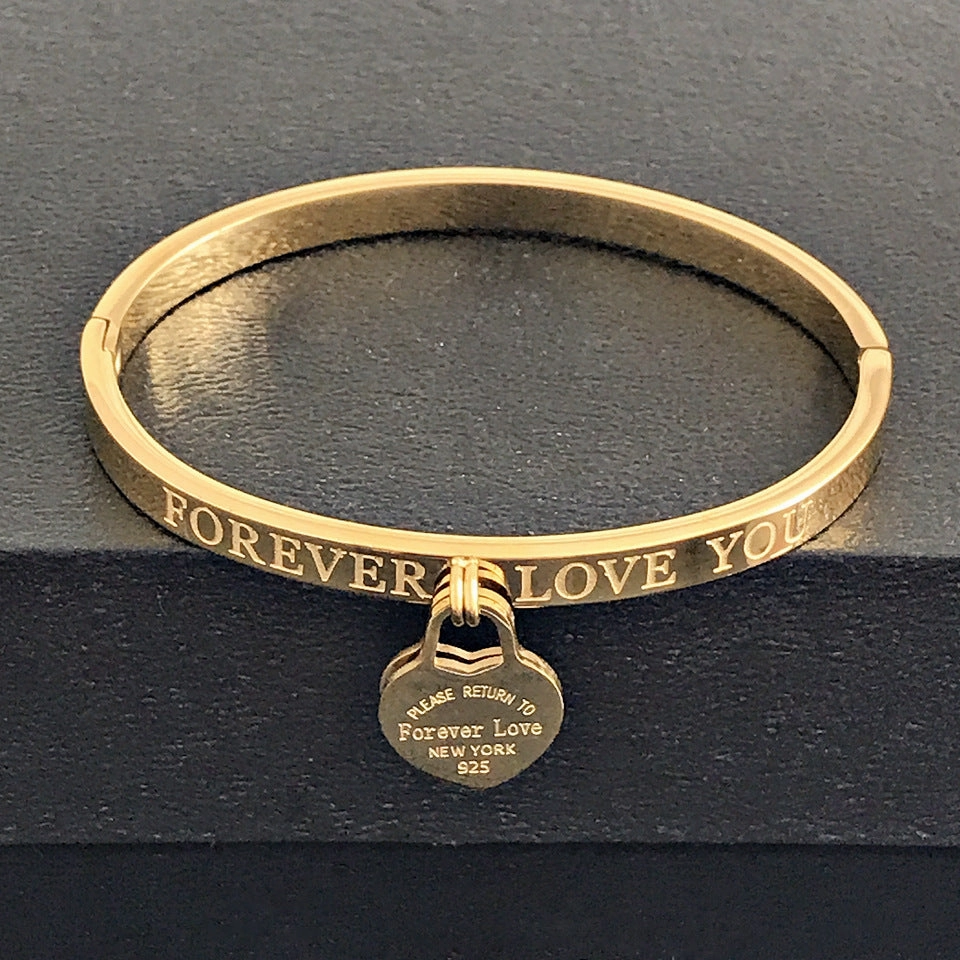 FOREVER LOVE YOU
PLEASE RETURN TO
Forever Love
NEW YORK
925